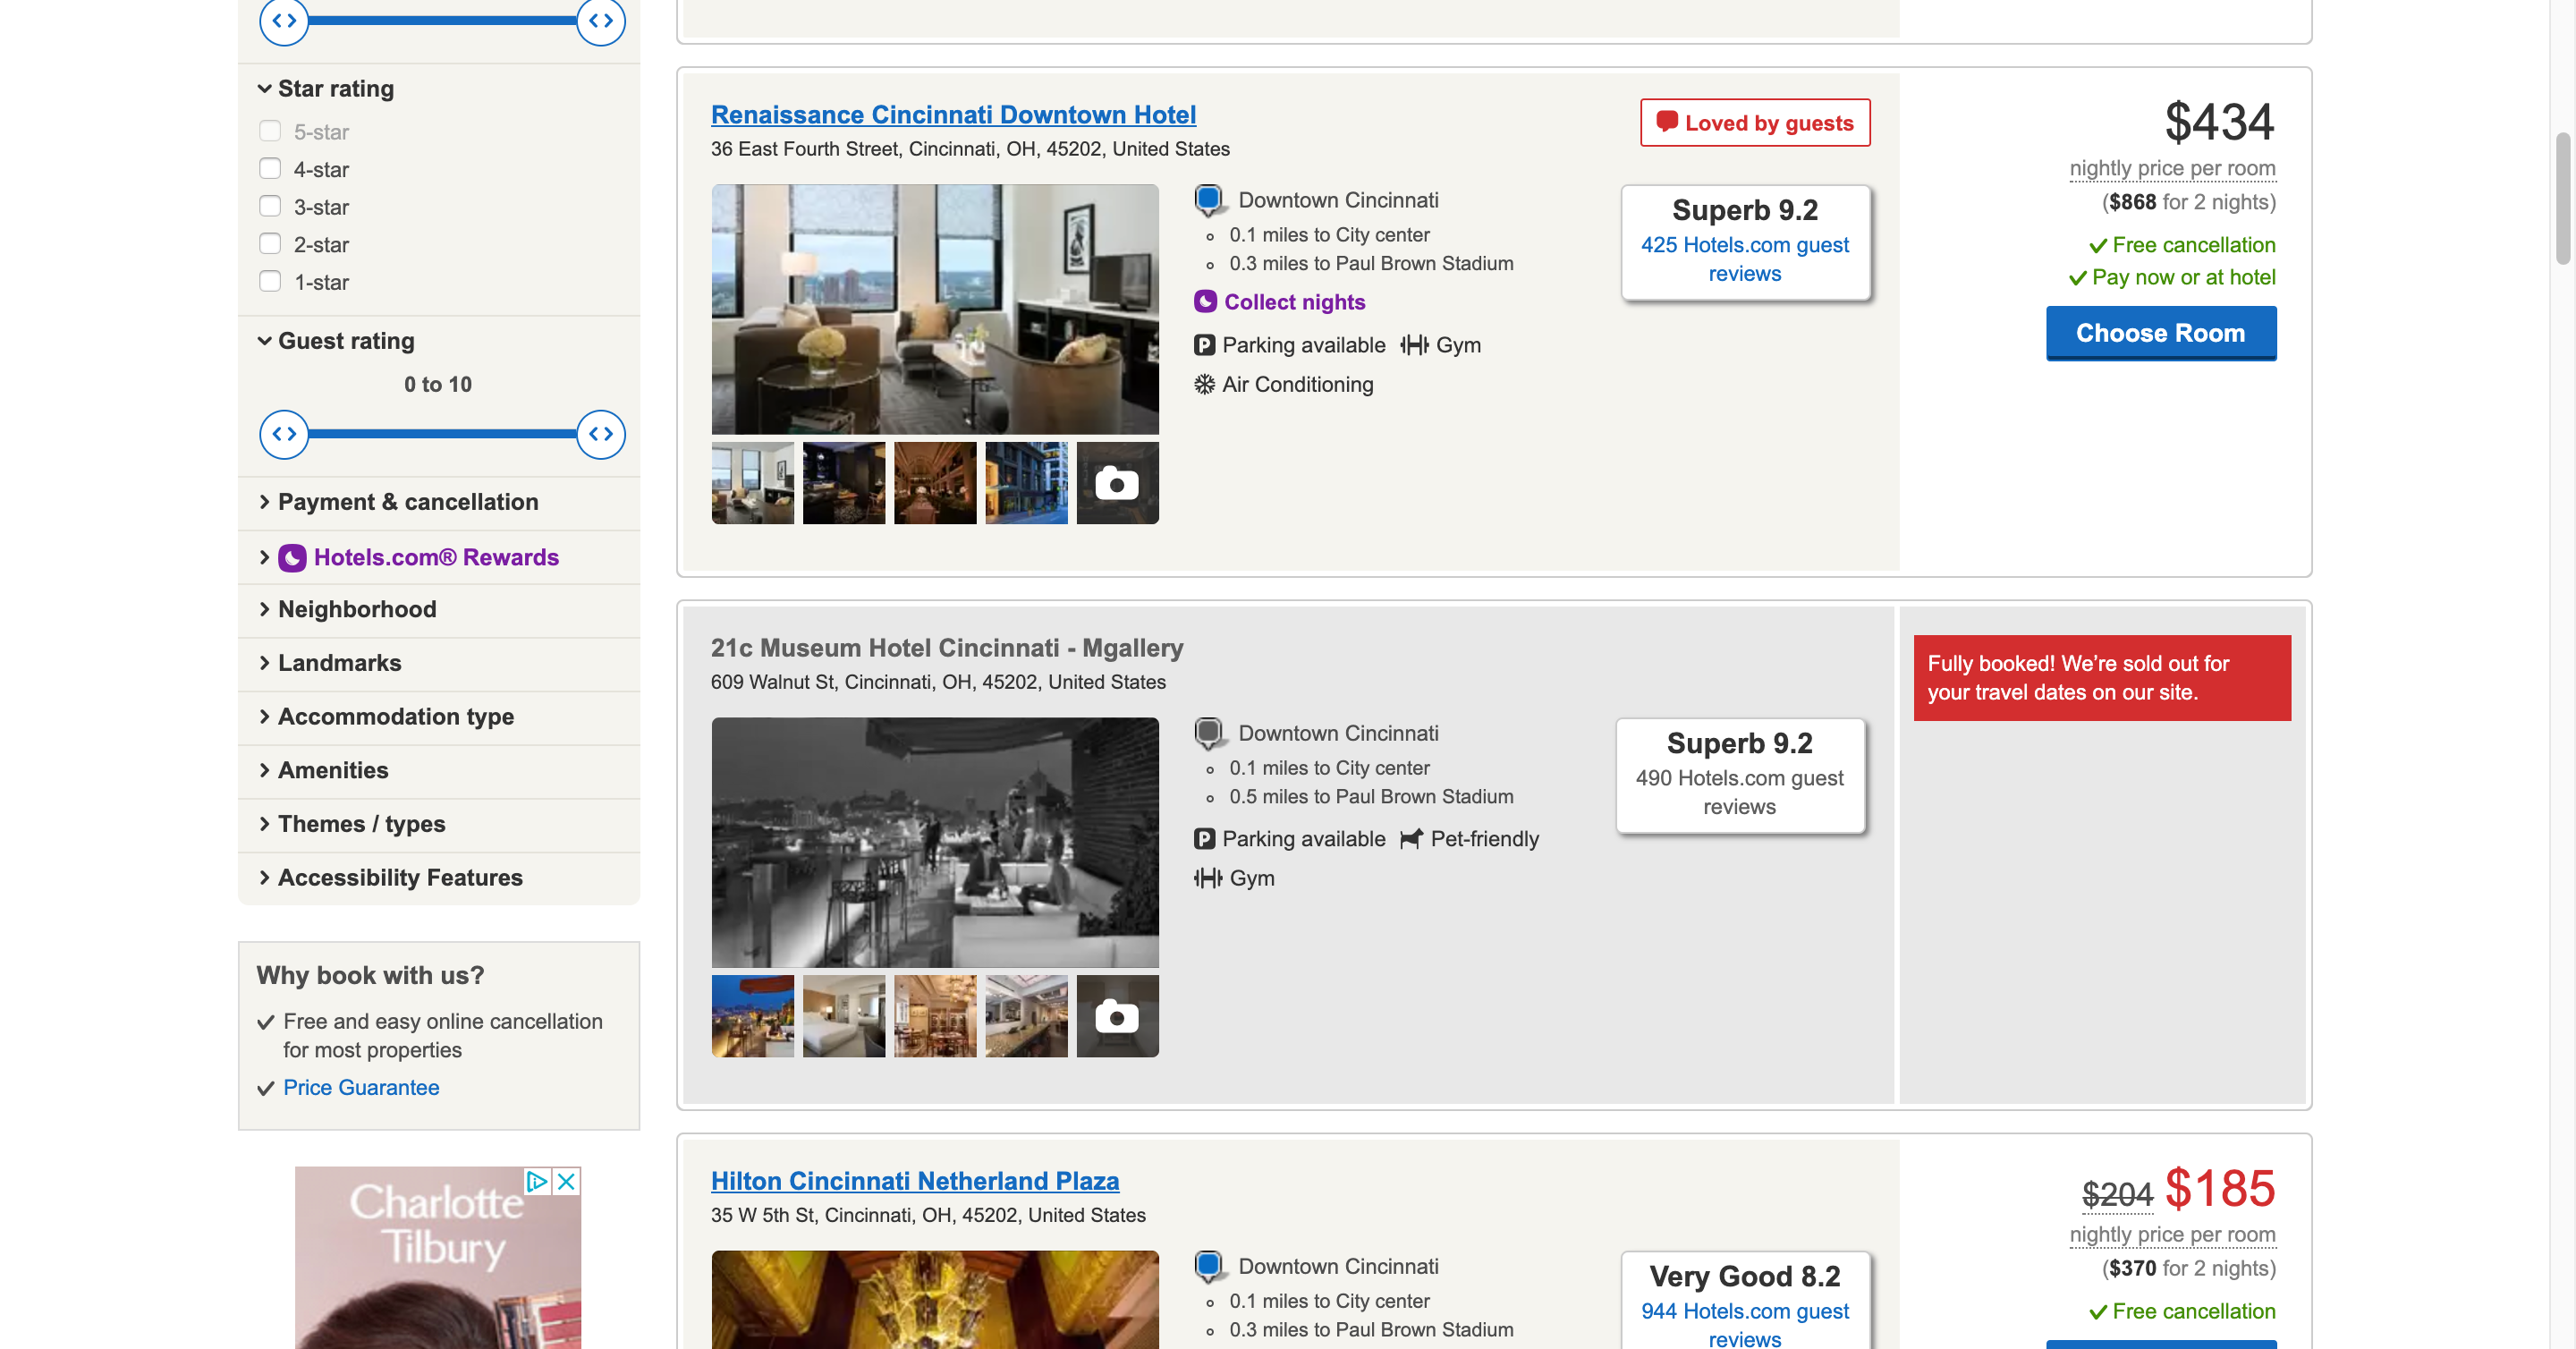 Star rating
5-star
4-star
3-star
2-star
1-star
Guest rating
0 to 10
Payment & cancellation
Hotels.com® Rewards
Neighborhood
Landmarks
Accommodation type
Amenities
Themes / types
Accessibility Features
Why book with us?
Free and easy online cancellation
for most properties
Price Guarantee
Charlotte
Tilbury
Renaissance Cincinnati Downtown Hotel
36 East Fourth Street, Cincinnati, OH, 45202, United States
Loved by guests
Downtown Cincinnati
0.1 miles to City center
0.3 miles to Paul Brown Stadium
Collect nights
Parking available Gym
Air Conditioning
Superb 9.2
425 Hotels.com guest
reviews
$434
nightly price per room
($868 for 2 nights)
Free cancellation
Pay now or at hotel
Choose Room
21c Museum Hotel Cincinnati - Mgallery
609 Walnut St, Cincinnati, OH, 45202, United States
Downtown Cincinnati
0.1 miles to City center
0.5 miles to Paul Brown Stadium
Parking available Pet-friendly
Gym
Superb 9.2
490 Hotels.com guest
reviews
Fully booked! We’re sold out for
your travel dates on our site.
Hilton Cincinnati Netherland Plaza
35 W 5th St, Cincinnati, OH, 45202, United States
Downtown Cincinnati
0.1 miles to City center
0.3 miles to Paul Brown Stadium
Very Good 8.2
944 Hotels.com guest
reviews
$204 $185
nightly price per room
($370 for 2 nights)
Free cancellation